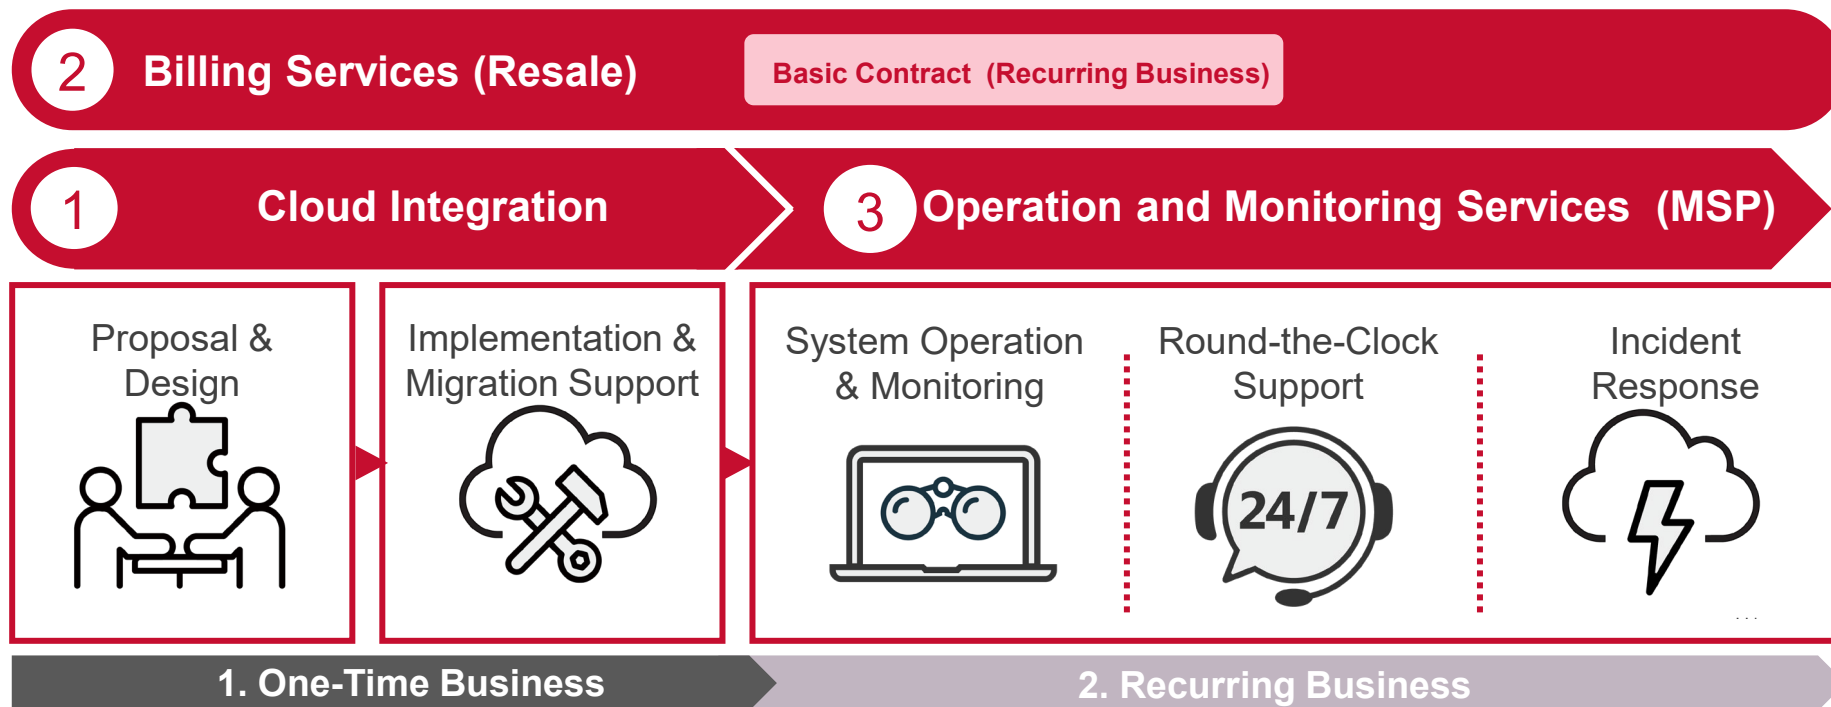 2 Billing Services (Resale) Basic Contract (Recurring Business)
1 Cloud Integration 3 Operation and Monitoring Services (MSP)
Proposal &
Design
Implementation &
Migration Support
System Operation
& Monitoring
Round-the-Clock
Support
Incident
Response
24/7
...
1. One-Time Business 2. Recurring Business